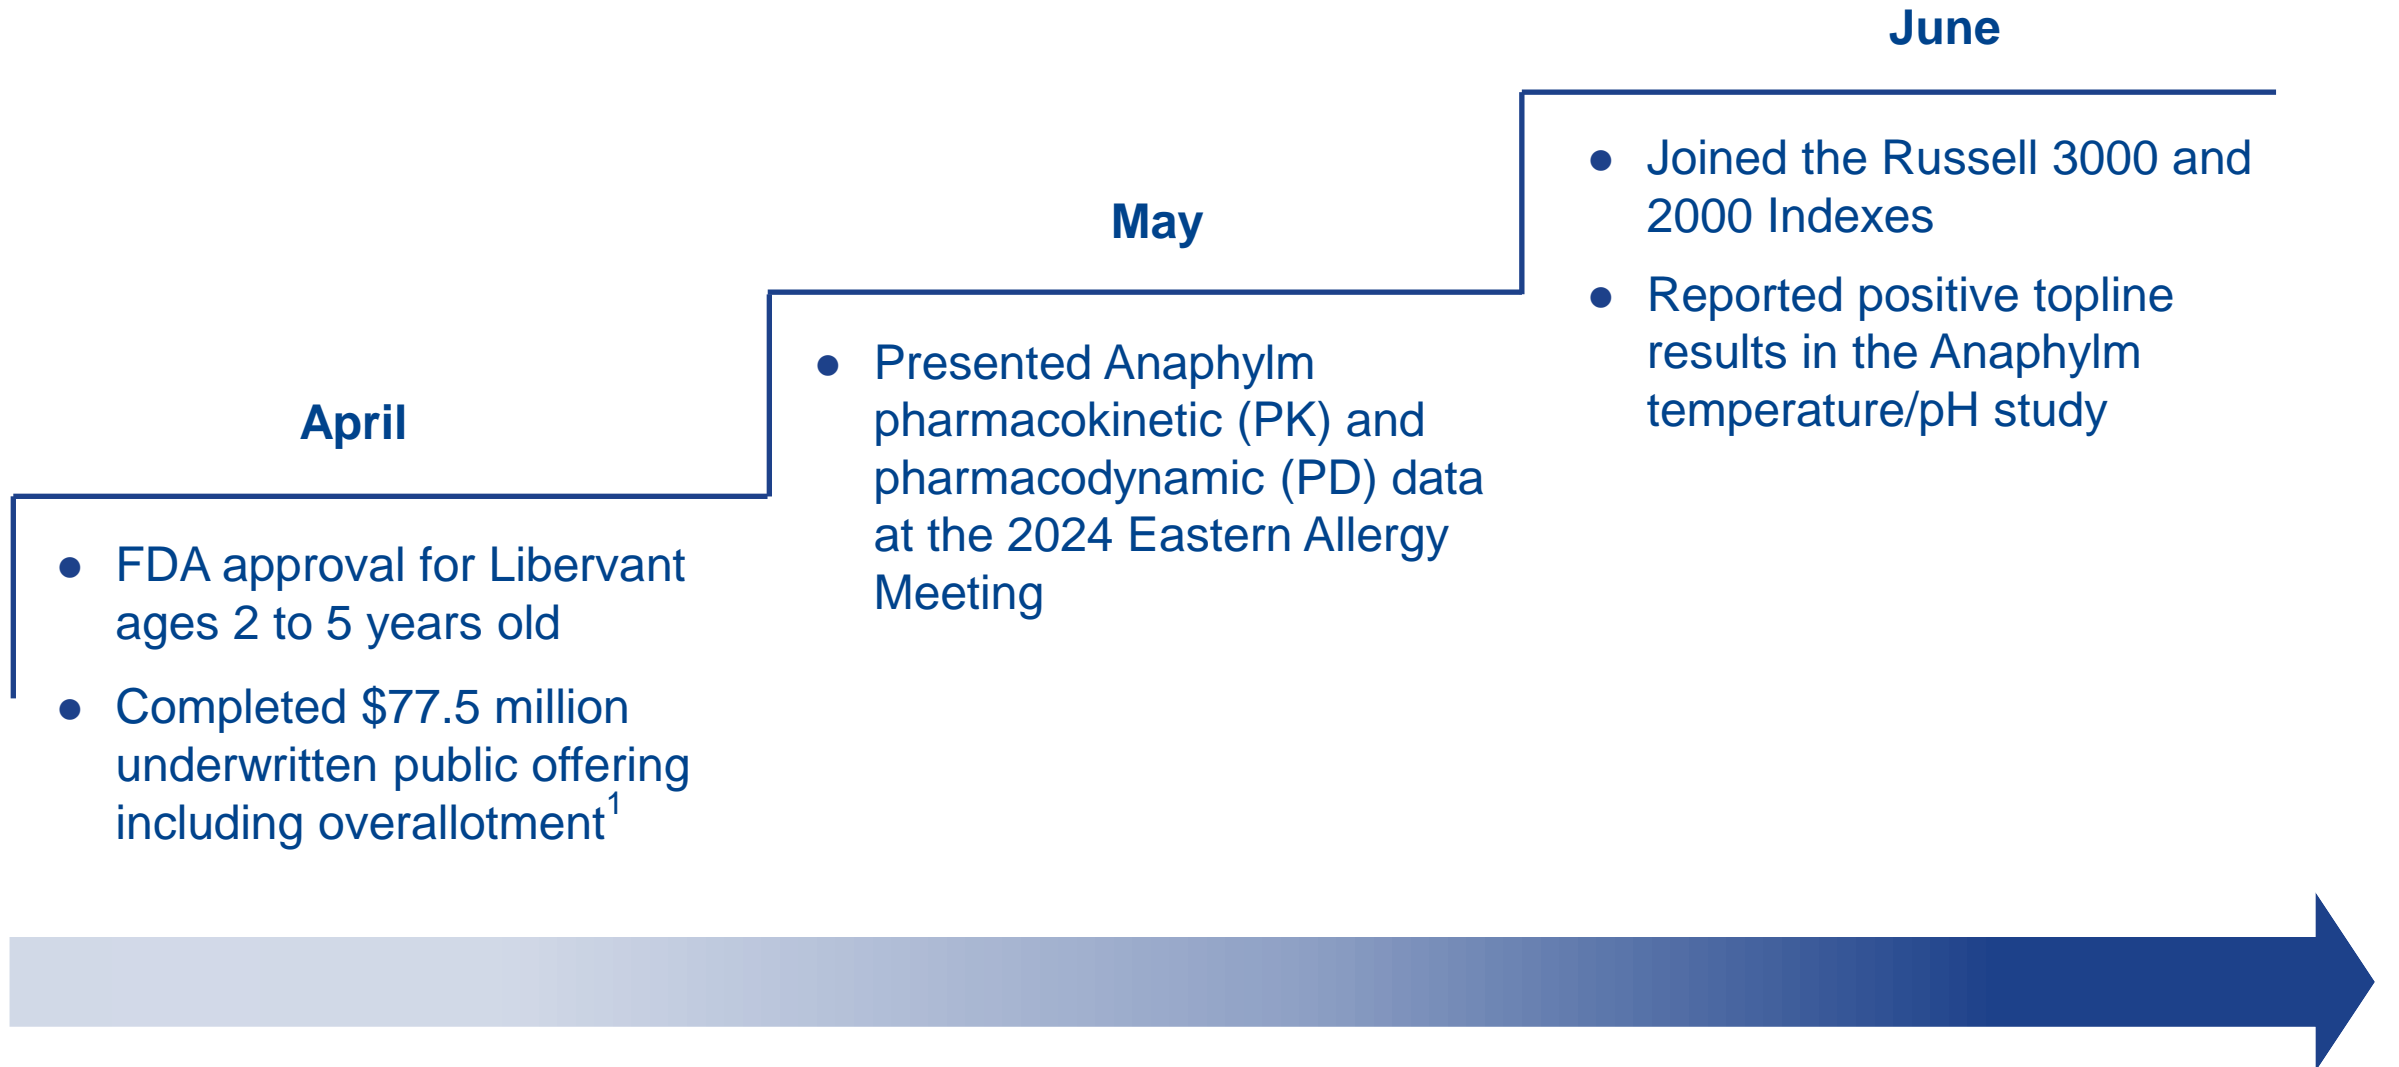 April
FDA approval for Libervant
ages 2 to 5 years old
Completed $77.5 million
underwritten public offering
including overallotment1
May
Presented Anaphylm
pharmacokinetic (PK) and
pharmacodynamic (PD) data
at the 2024 Eastern Allergy
Meeting
June
Joined the Russell 3000 and
2000 Indexes
Reported positive topline
results in the Anaphylm
temperature/pH study